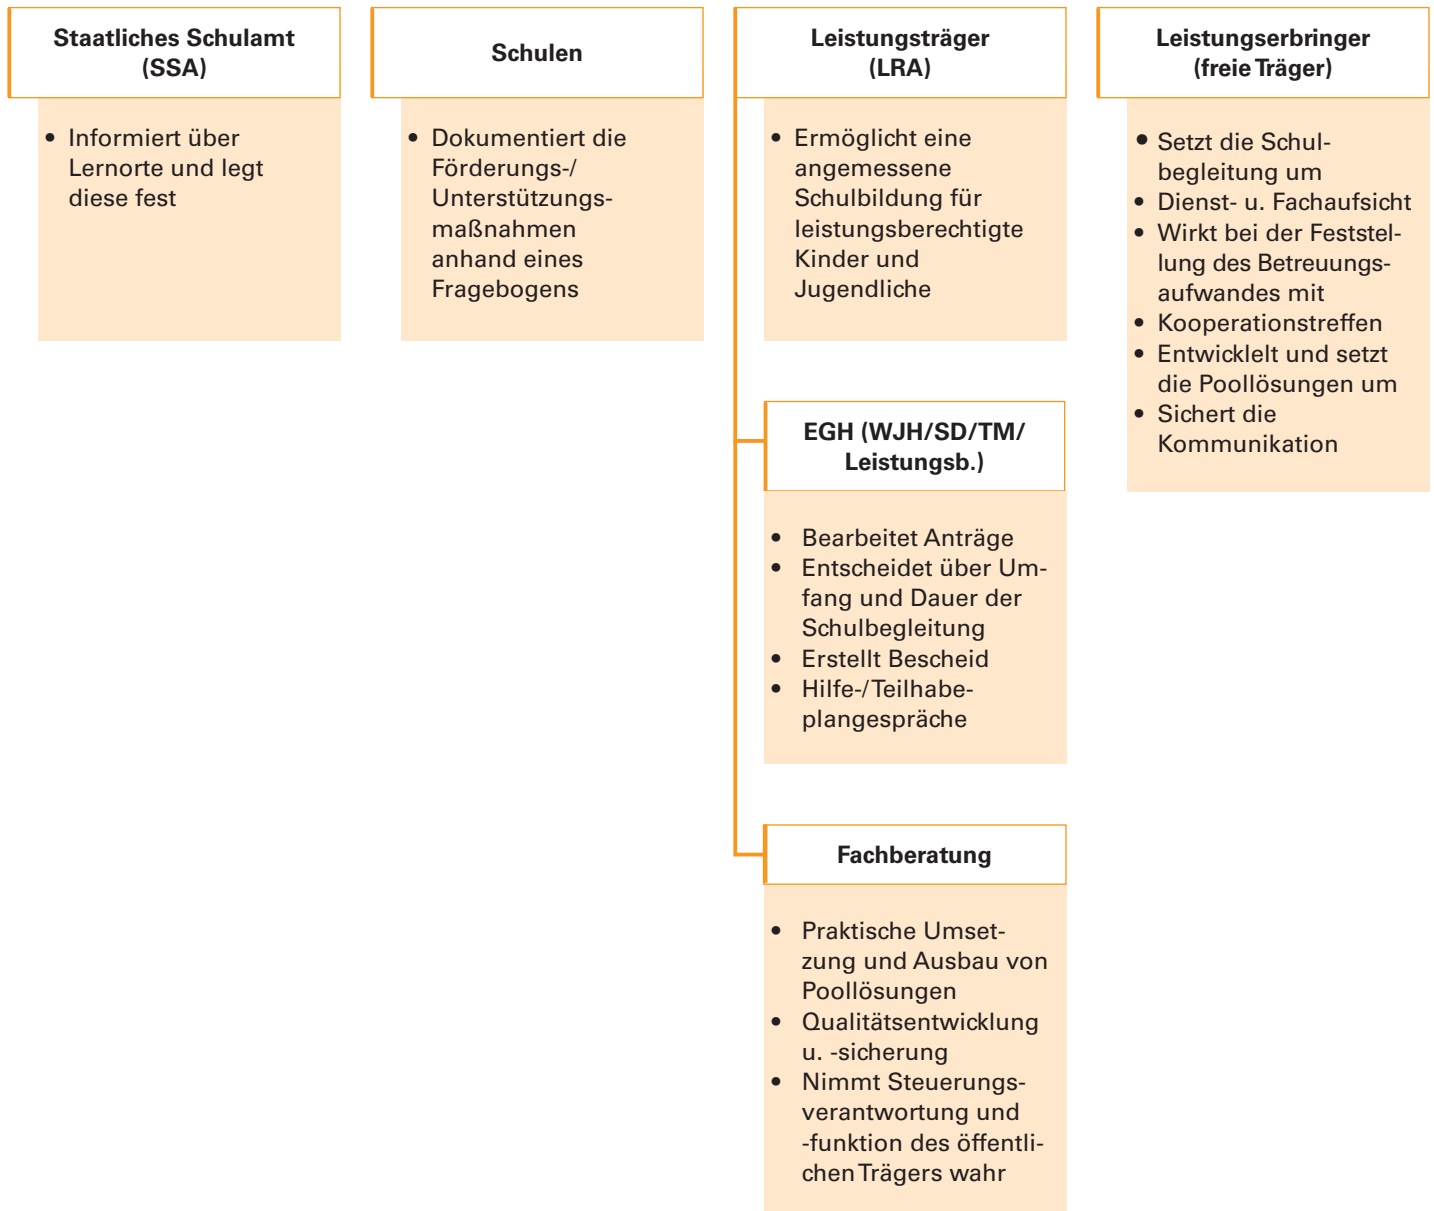 Staatliches Schulamt
(SSA)
• Informiert über
Lernorte und legt
diese fest
Schulen
• Dokumentiert die
Förderungs-/
Unterstützungs-
maßnahmen
anhand eines
Fragebogens
Leistungsträger
(LRA)
• Ermöglicht eine
angemessene
Schulbildung für
leistungsberechtigte
Kinder und
Jugendliche
EGH (WJH/SD/TM/
Leistungsb.)
• Bearbeitet Anträge
• Entscheidet über Um-
fang und Dauer der
Schulbegleitung
• Erstellt Bescheid
• Hilfe-/Teilhabe-
plangespräche
Fachberatung
• Praktische Umset-
zung und Ausbau von
Poollösungen
• Qualitätsentwicklung
u. -sicherung
• Nimmt Steuerungs-
verantwortung und
-funktion des öffentli-
chen Trägers wahr
Leistungserbringer
(freie Träger)
• Setzt die Schul-
begleitung um
• Dienst- u. Fachaufsicht
• Wirkt bei der Feststel-
lung des Betreuungs-
aufwandes mit
• Kooperationstreffen
• Entwicklelt und setzt
die Poollösungen um
• Sichert die
Kommunikation